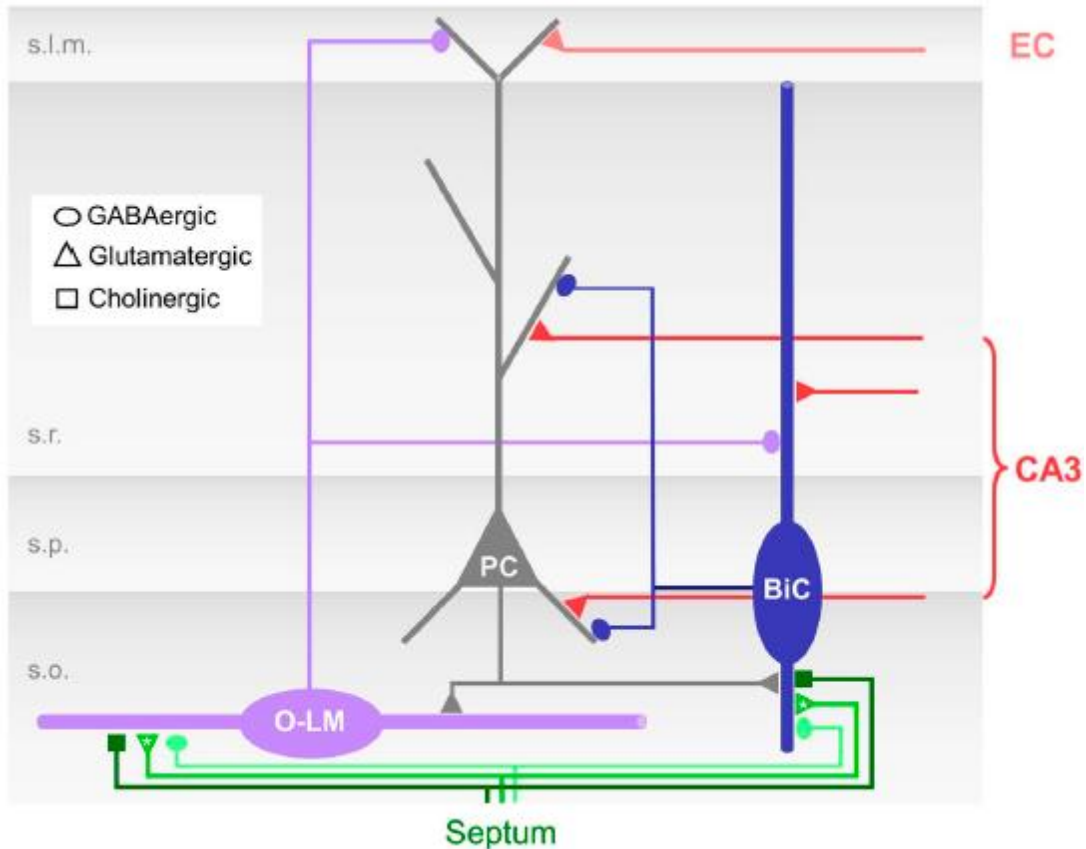 s.l.m.
EC
GABAergic
Glutamatergic
Cholinergic
s.r.
CA3
s.p.
PC
BiC
s.o.
O-LM
Septum